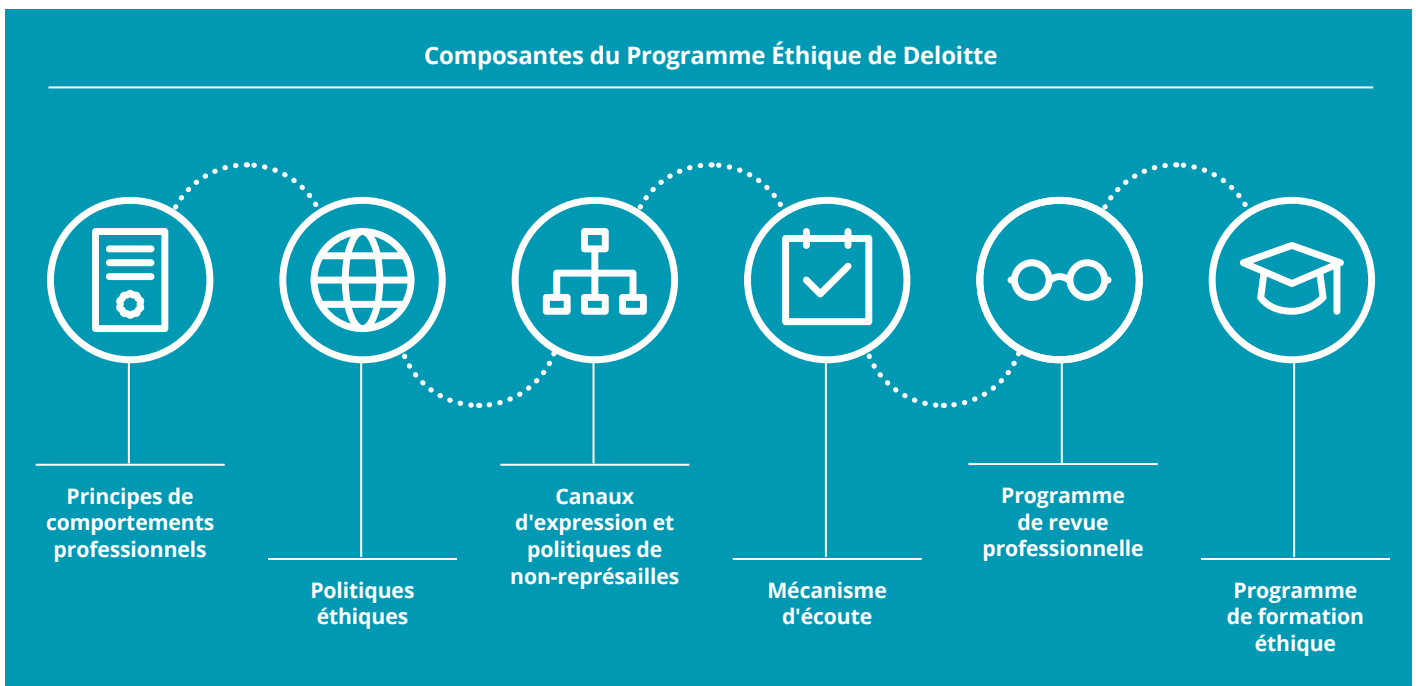 Composantes du Programme Éthique de Deloitte
Principes de
comportements
professionnels
Politiques
éthiques
Canaux
d'expression et
politiques de
non-représailles
Mécanisme
d'écoute
Programme
de revue
professionnelle
Programme
de formation
éthique